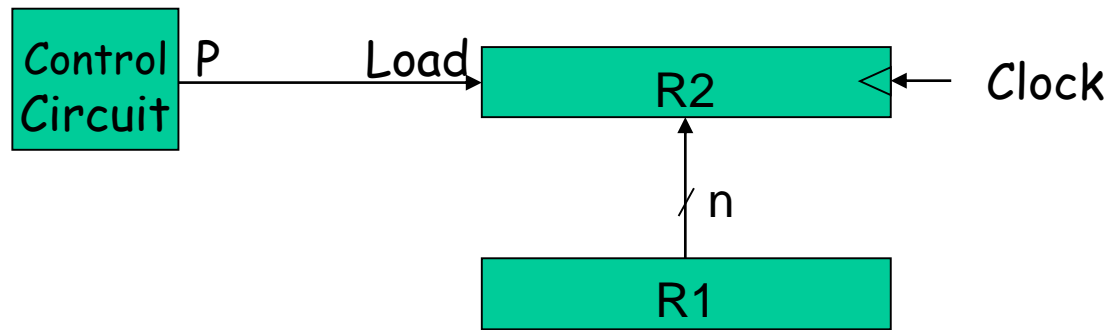 Control
Circuit
P
Load
R2
Clock
n
R1